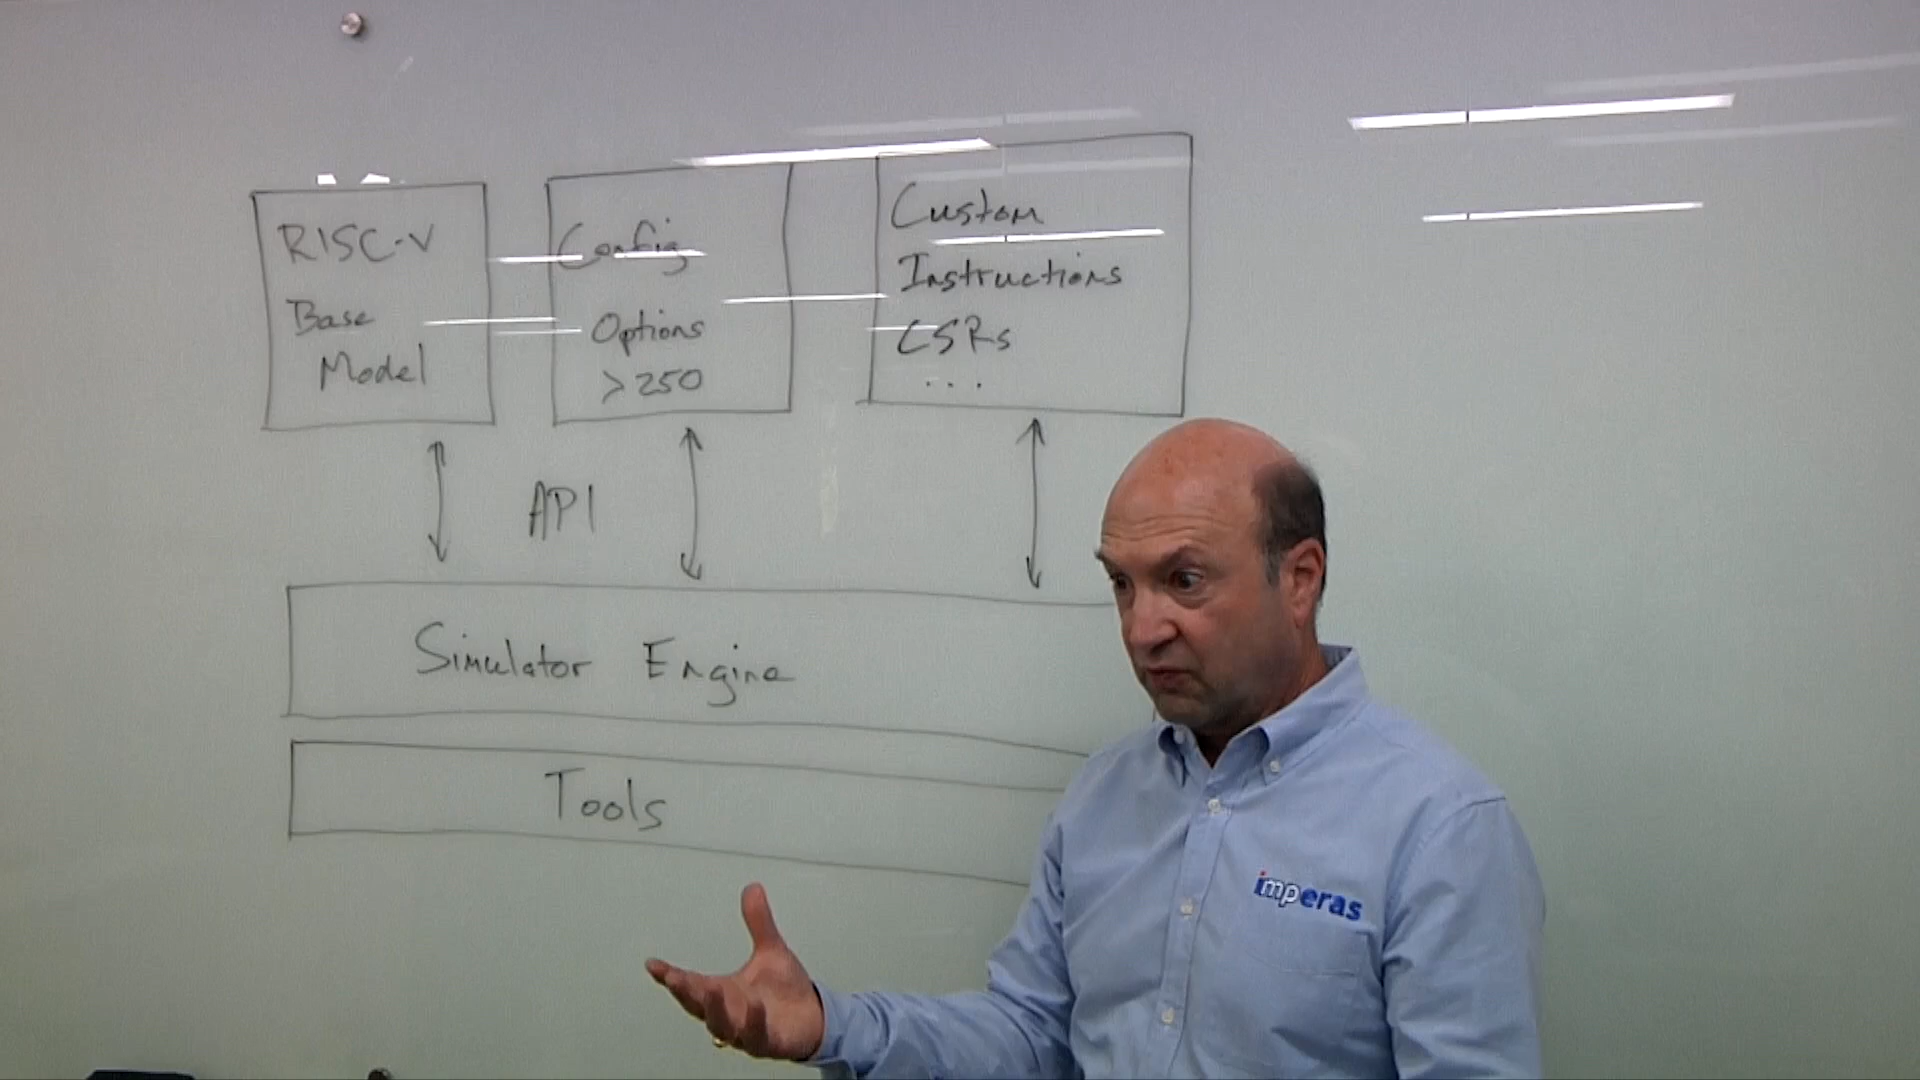 RISC-V
Base
Model
Config
Options
>250
Custom
Instructions
CSRs
...
API
Simulator Engine
Tools
imperas